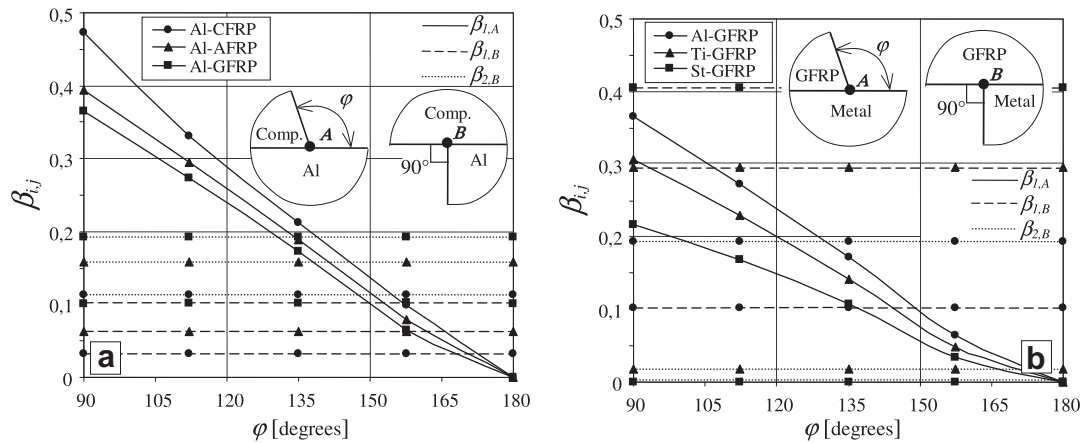 0,5
0,4
0,3
0,2
0,1
0
90 105 120 135 150 165 180
β_{i,j}
φ [degrees]
Al-CFRP
Al-AFRP
Al-GFRP
β_{1,A}
β_{1,B}
β_{2,B}
φ
Comp. A
Al
Comp.
B
90° Al
a
0,5
0,4
0,3
0,2
0,1
0
90 105 120 135 150 165 180
β_{i,j}
φ [degrees]
Al-GFRP
Ti-GFRP
St-GFRP
φ
GFRP A
Metal
GFRP
B
90° Metal
β_{1,A}
β_{1,B}
β_{2,B}
b